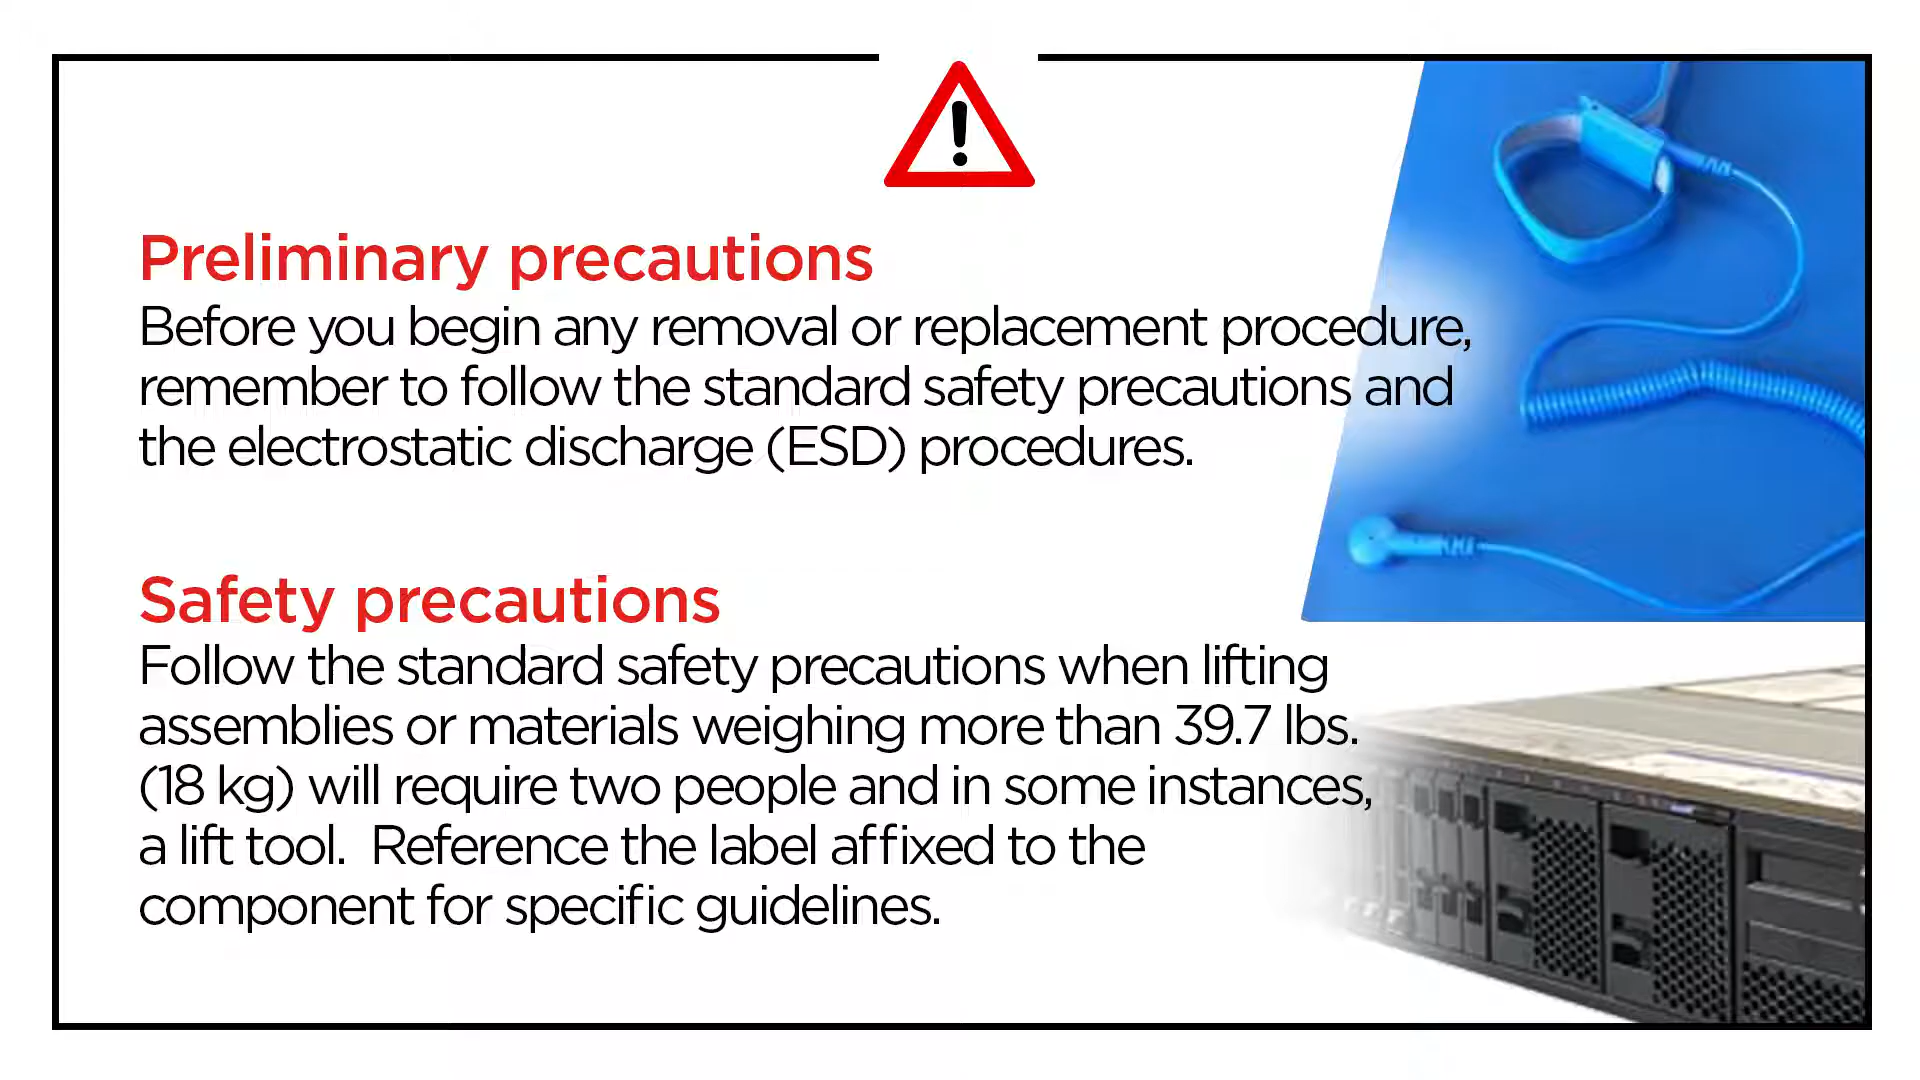 Preliminary precautions
Before you begin any removal or replacement procedure,
remember to follow the standard safety precautions and
the electrostatic discharge (ESD) procedures.
Safety precautions
Follow the standard safety precautions when lifting
assemblies or materials weighing more than 39.7 lbs.
(18 kg) will require two people and in some instances,
a lift tool.  Reference the label affixed to the
component for specific guidelines.